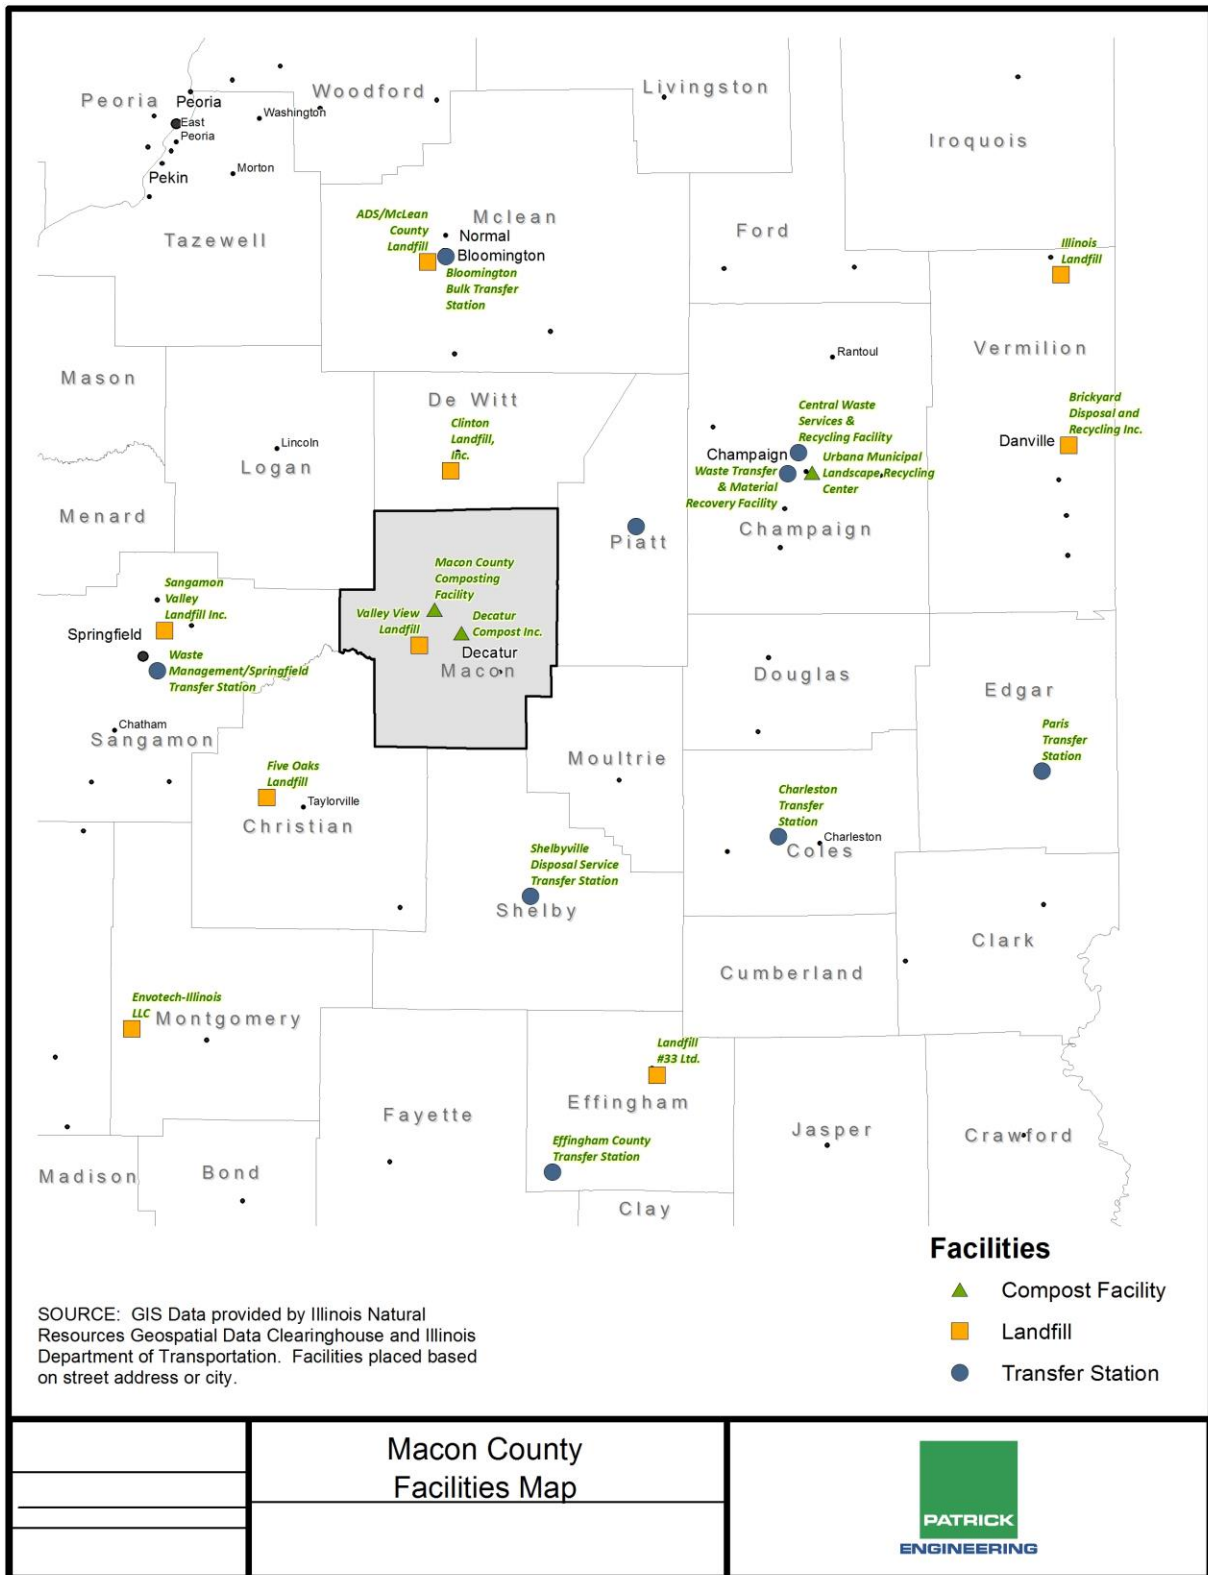 Peoria
Woodford
Livingston
Peoria
East
Peoria
Washington
Iroquois
Pekin
Morton
Tazewell
ADS/McLean
County
Landfill
Mclean
Normal
Bloomington
Bloomington
Bulk Transfer
Station
Ford
Illinois
Landfill
Rantoul
Vermilion
Mason
De Witt
Clinton
Landfill,
Inc.
Lincoln
Logan
Central Waste
Services &
Recycling Facility
Champaign
Waste Transfer
& Material
Recovery Facility
Urbana Municipal
Landscape Recycling
Center
Champaign
Brickyard
Disposal and
Recycling Inc.
Danville
Menard
Piatt
Macon County
Composting
Facility
Valley View
Landfill
Decatur
Compost Inc.
Decatur
Macon
Sangamon
Valley
Landfill Inc.
Springfield
Waste
Management/Springfield
Transfer Station
Chatham
Sangamon
Douglas
Edgar
Paris
Transfer
Station
Moultrie
Five Oaks
Landfill
Taylorville
Christian
Charleston
Transfer
Station
Charleston
Coles
Shelbyville
Disposal Service
Transfer Station
Shelby
Clark
Cumberland
Envotech-Illinois
LLC
Montgomery
Landfill
#33 Ltd.
Effingham
Fayette
Jasper
Crawford
Effingham County
Transfer Station
Madison
Bond
Clay
Facilities
Compost Facility
Landfill
Transfer Station
SOURCE:  GIS Data provided by Illinois Natural
Resources Geospatial Data Clearinghouse and Illinois
Department of Transportation.  Facilities placed based
on street address or city.
Macon County
Facilities Map
PATRICK
ENGINEERING